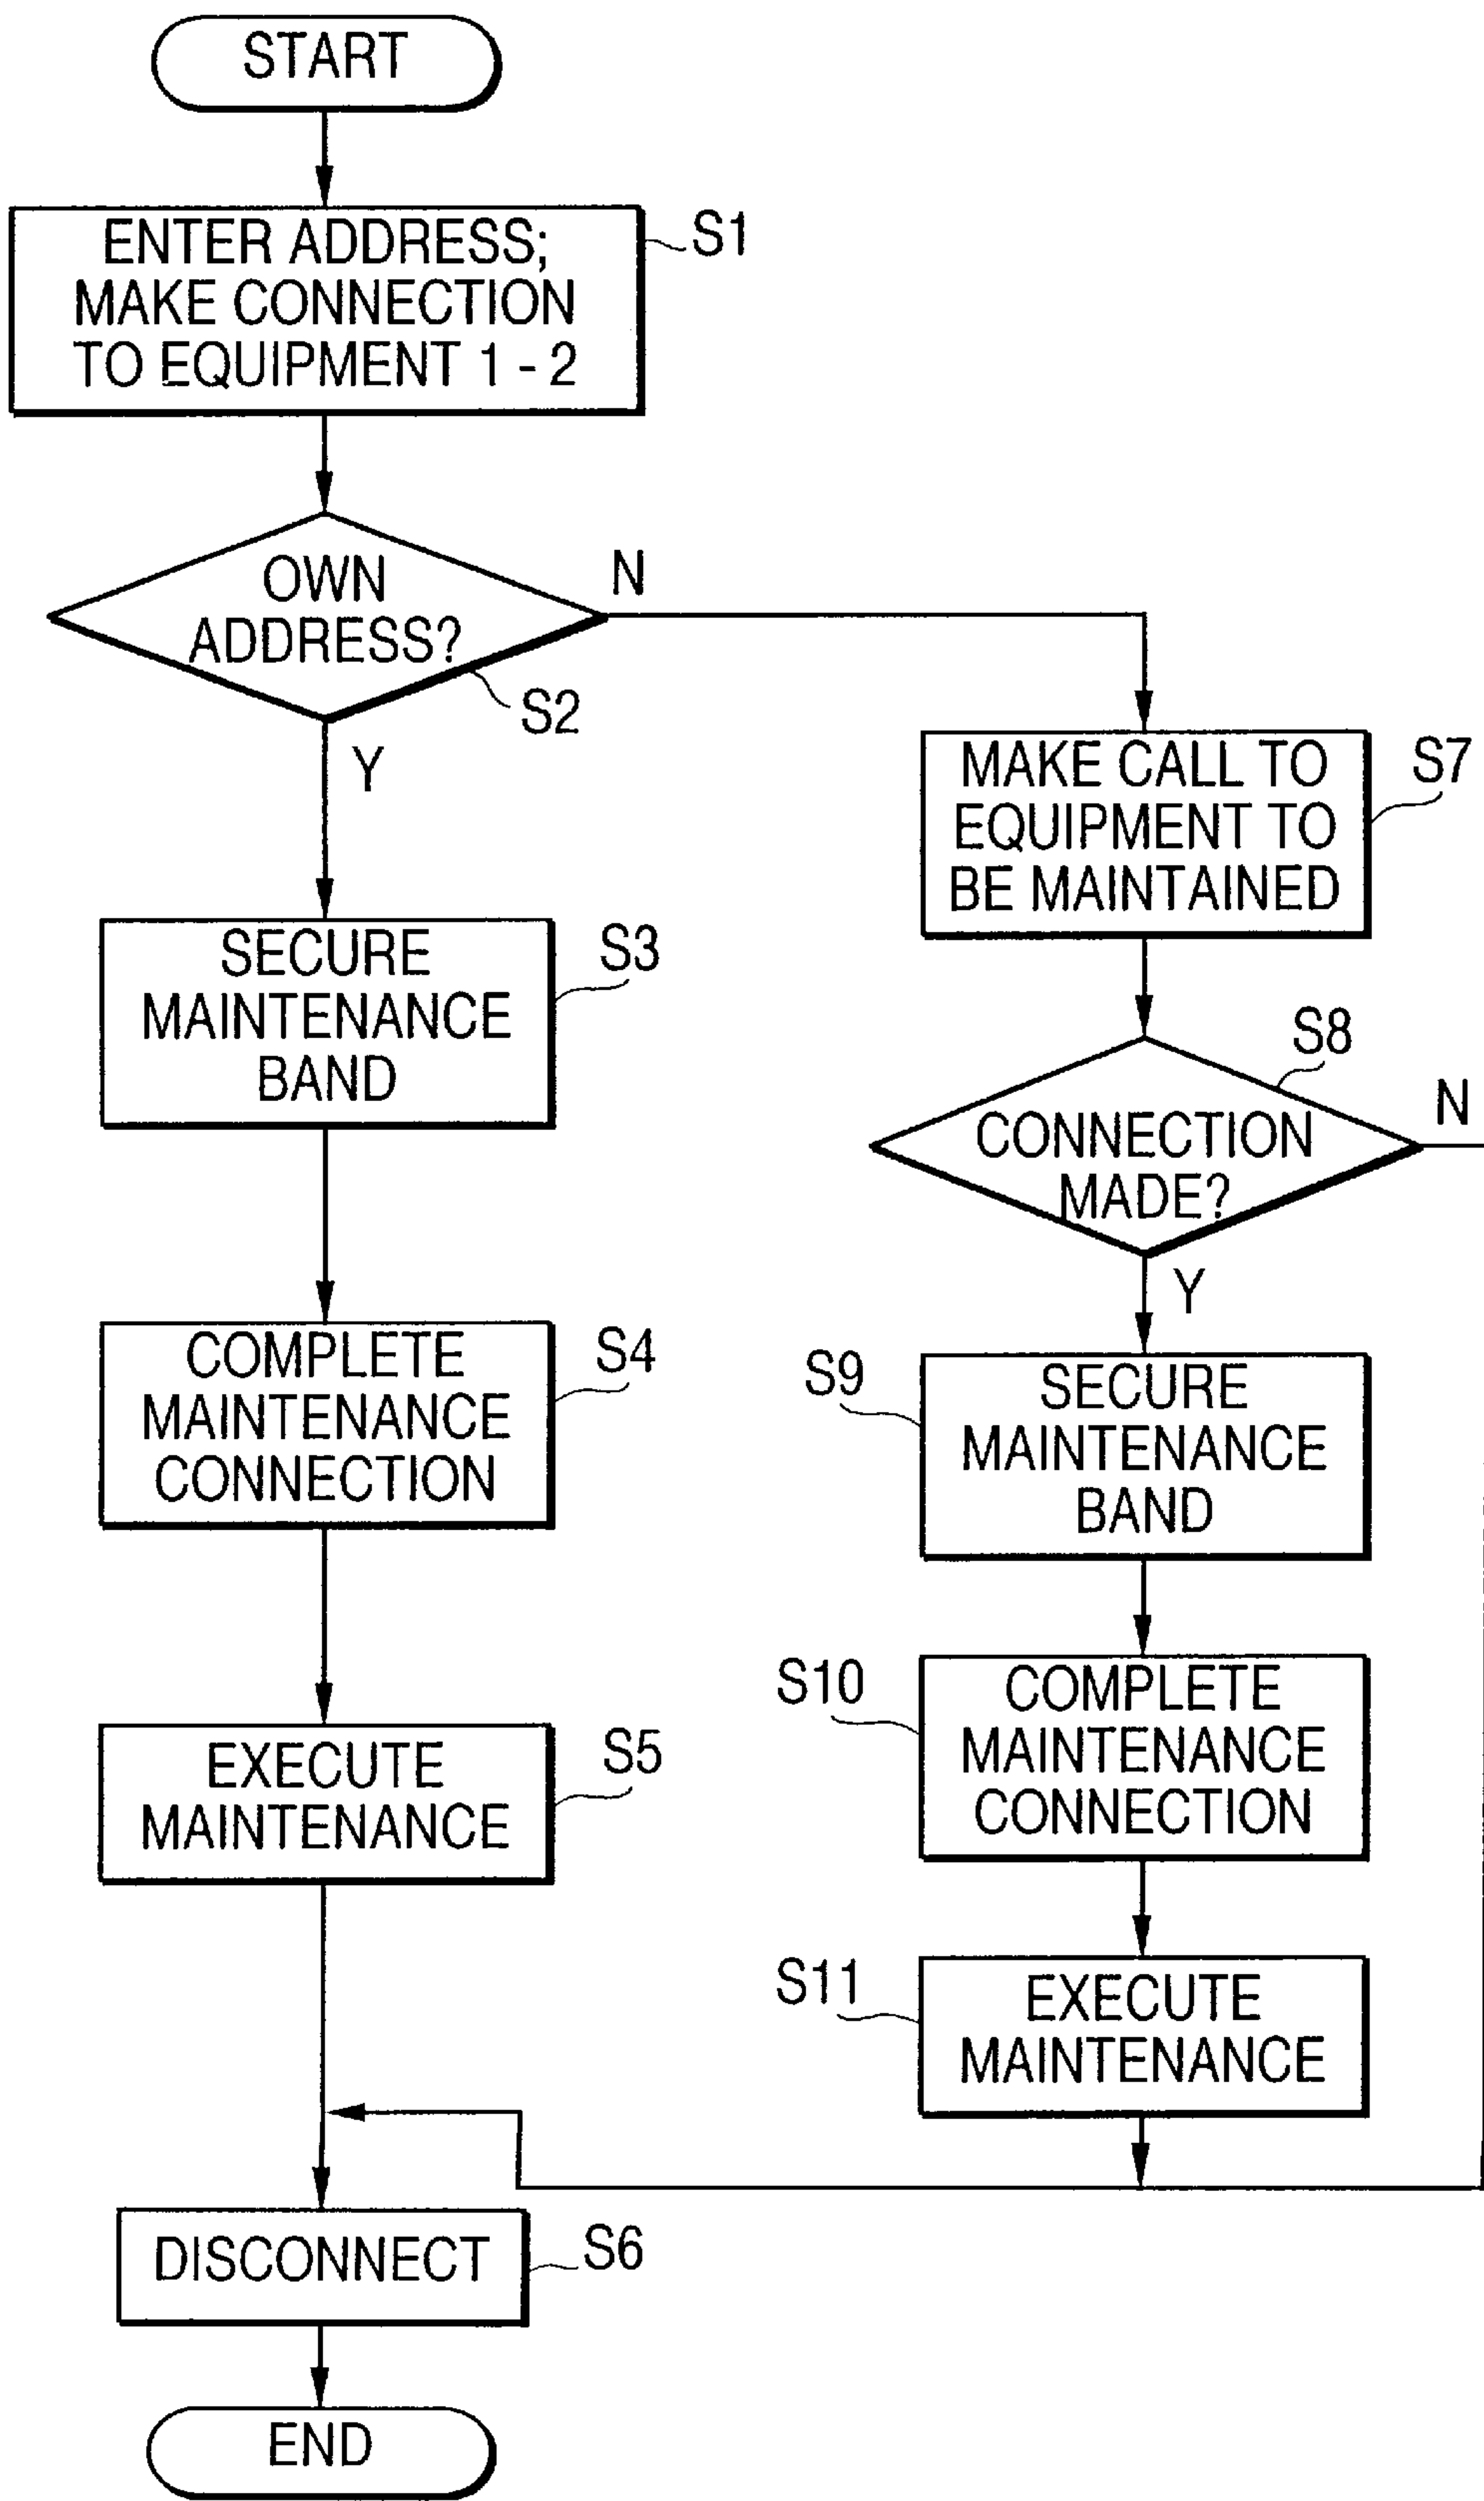 START
ENTER ADDRESS;
MAKE CONNECTION
TO EQUIPMENT 1 - 2
S1
OWN
ADDRESS?
S2
N
Y
SECURE
MAINTENANCE
BAND
S3
COMPLETE
MAINTENANCE
CONNECTION
S4
EXECUTE
MAINTENANCE
S5
MAKE CALL TO
EQUIPMENT TO
BE MAINTAINED
S7
S8
CONNECTION
MADE?
N
Y
S9
SECURE
MAINTENANCE
BAND
S10
COMPLETE
MAINTENANCE
CONNECTION
S11
EXECUTE
MAINTENANCE
DISCONNECT
S6
END